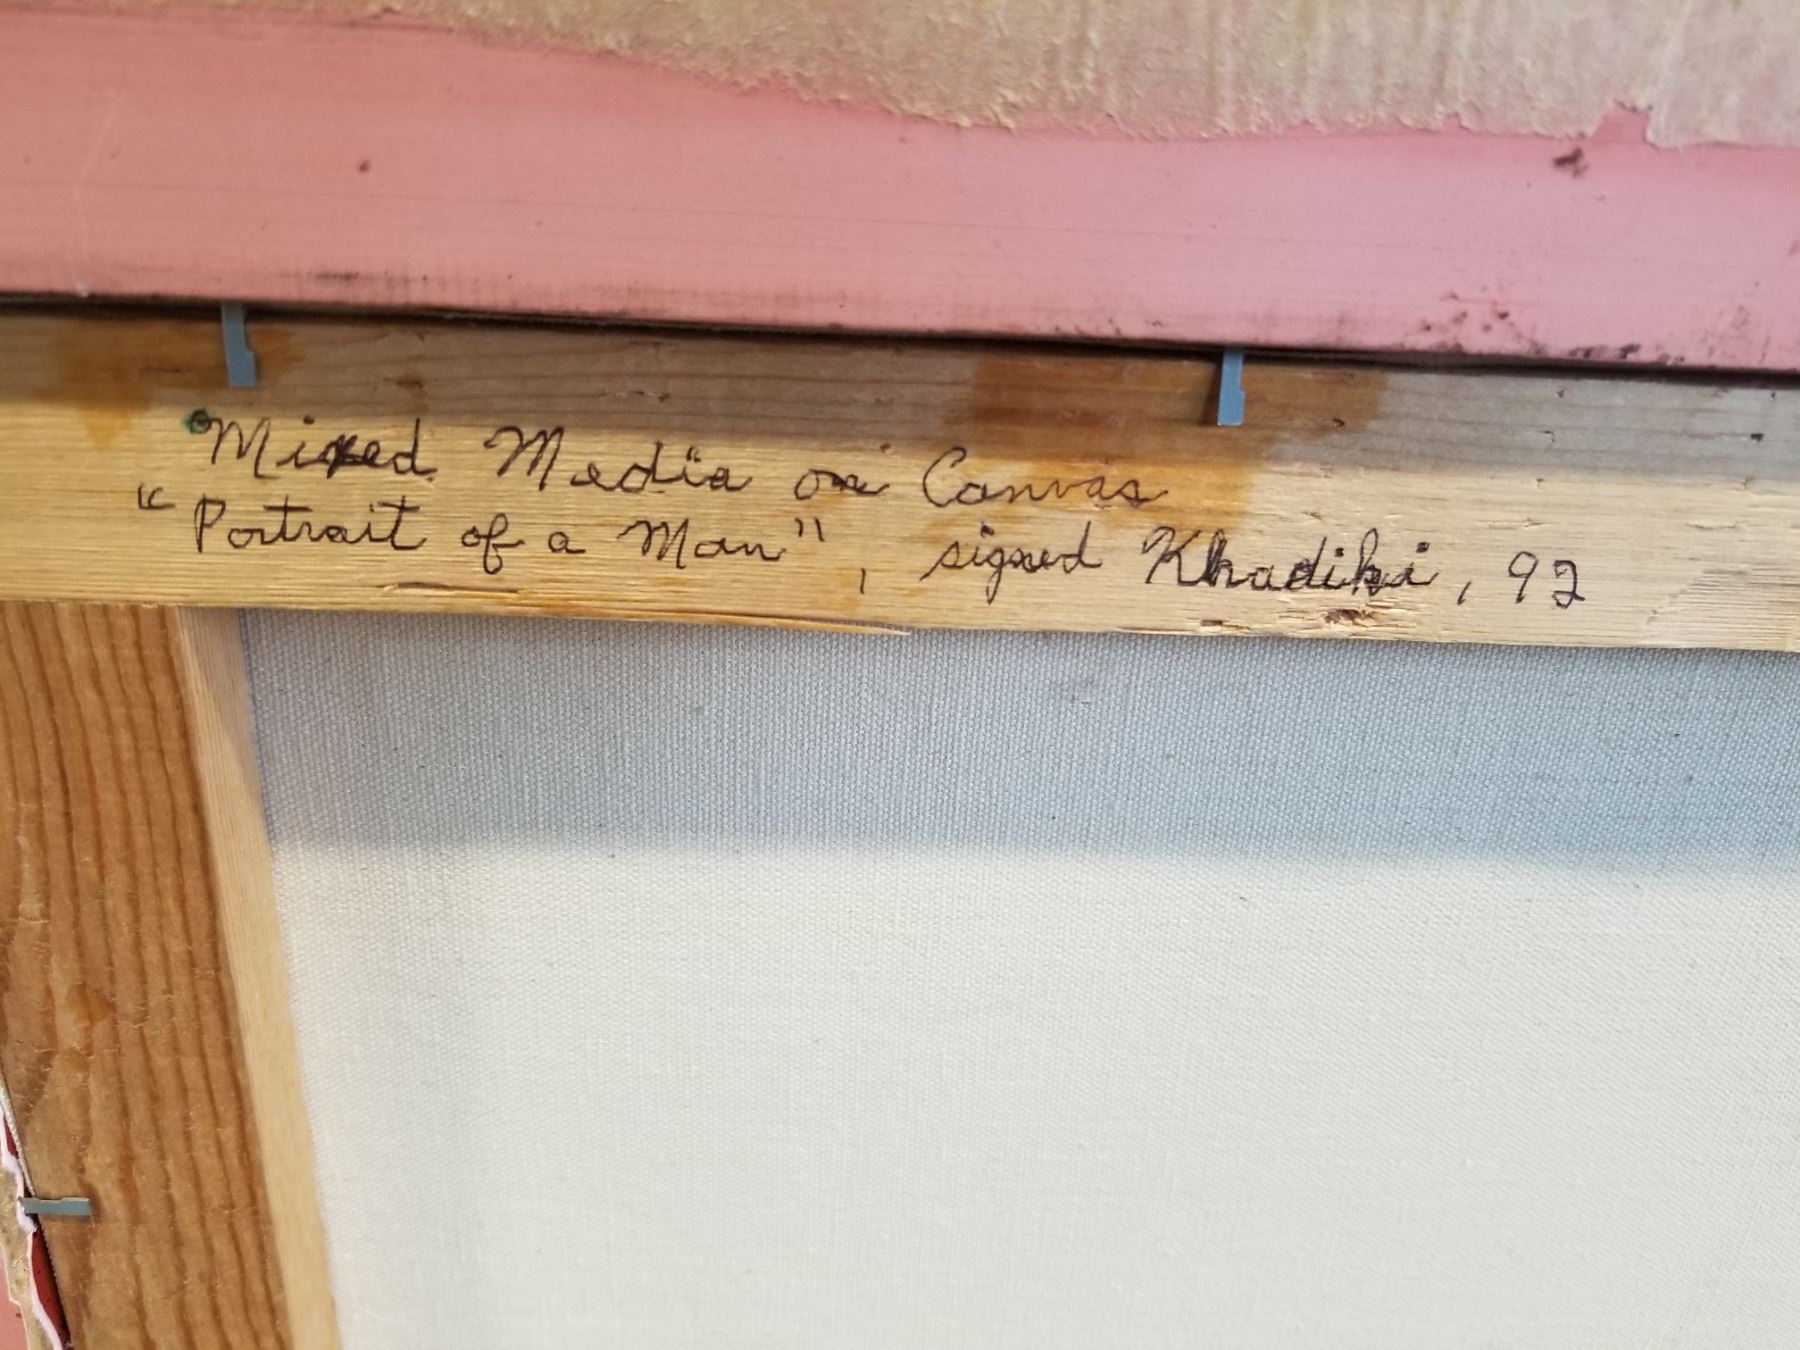 Mixed Media on Canvas
"Portrait of a Man", signed Khadiki, 92